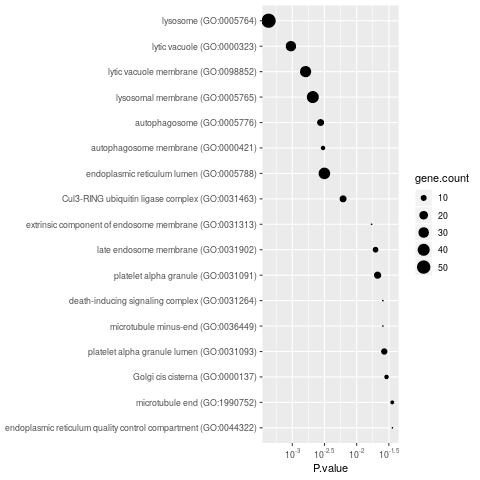 lysosome (GO:0005764)
lytic vacuole (GO:0000323)
lytic vacuole membrane (GO:0098852)
lysosomal membrane (GO:0005765)
autophagosome (GO:0005776)
autophagosome membrane (GO:0000421)
endoplasmic reticulum lumen (GO:0005788)
Cul3-RING ubiquitin ligase complex (GO:0031463)
extrinsic component of endosome membrane (GO:0031313)
late endosome membrane (GO:0031902)
platelet alpha granule (GO:0031091)
death-inducing signaling complex (GO:0031264)
microtubule minus-end (GO:0036449)
platelet alpha granule lumen (GO:0031093)
Golgi cis cisterna (GO:0000137)
microtubule end (GO:1990752)
endoplasmic reticulum quality control compartment (GO:0044322)
10^-3 10^-2.5 10^-2 10^-1.5
P.value
gene.count
10
20
30
40
50